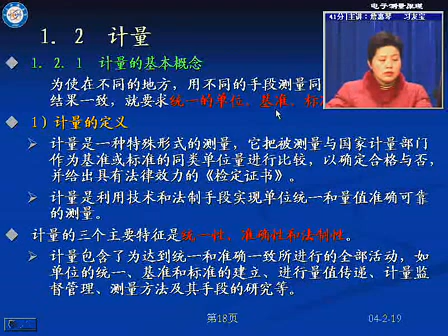 电子测量原理
41分 主讲：詹惠琴 习友宝
1.2 计量
1.2.1 计量的基本概念
为使在不同的地方，用不同的手段测量同
结果一致，就要求统一的单位、基准、标
1）计量的定义
计量是一种特殊形式的测量，它把被测量与国家计量部门
作为基准或标准的同类单位量进行比较，以确定合格与否，
并给出具有法律效力的《检定证书》。
计量是利用技术和法制手段实现单位统一和量值准确可靠
的测量。
计量的三个主要特征是统一性、准确性和法制性。
计量包含了为达到统一和准确一致所进行的全部活动，如
单位的统一、基准和标准的建立、进行量值传递、计量监
督管理、测量方法及其手段的研究等。
第18页
04-2-19